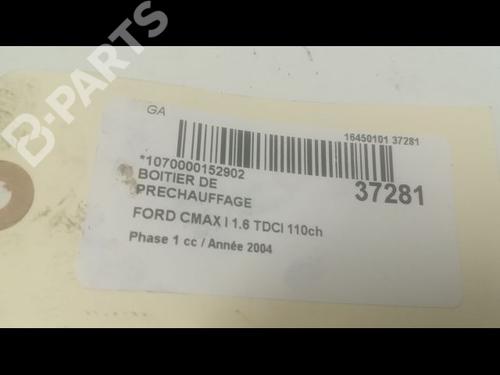 B-PARTS
GA
16450101 37281
*1070000152902
BOITIER DE
PRECHAUFFAGE
37281
FORD CMAX I 1.6 TDCI 110ch
Phase 1 cc / Année 2004